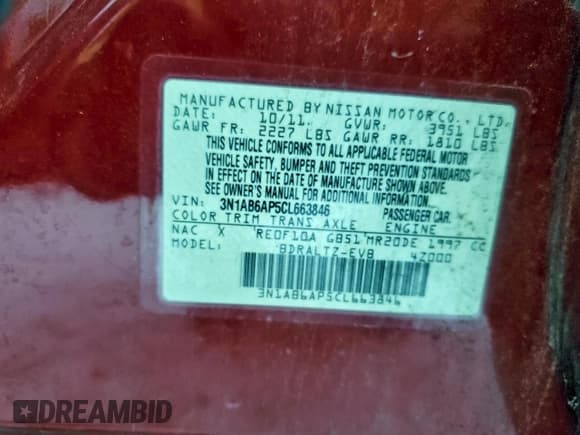 MANUFACTURED BY NISSAN MOTOR CO., LTD.
DATE: 10/11. GVWR: 3951 LBS
GAWR FR: 2227 LBS GAWR RR: 1810 LBS
THIS VEHICLE CONFORMS TO ALL APPLICABLE FEDERAL MOTOR
VEHICLE SAFETY, BUMPER AND THEFT PREVENTION STANDARDS
IN EFFECT ON THE DATE OF MANUFACTURE SHOWN ABOVE.
SEE OWNER'S MANUAL FOR ADDITIONAL INFORMATION.
VIN: 3N1AB6AP5CL663846 PASSENGER CAR.
COLOR TRIM TRANS AXLE ENGINE
NAC X RE0F10A GB51 MR20DE 1997 CC
MODEL: BDRALTZ-EVB 4Z000
3N1AB6AP5CL663846
DREAMBID